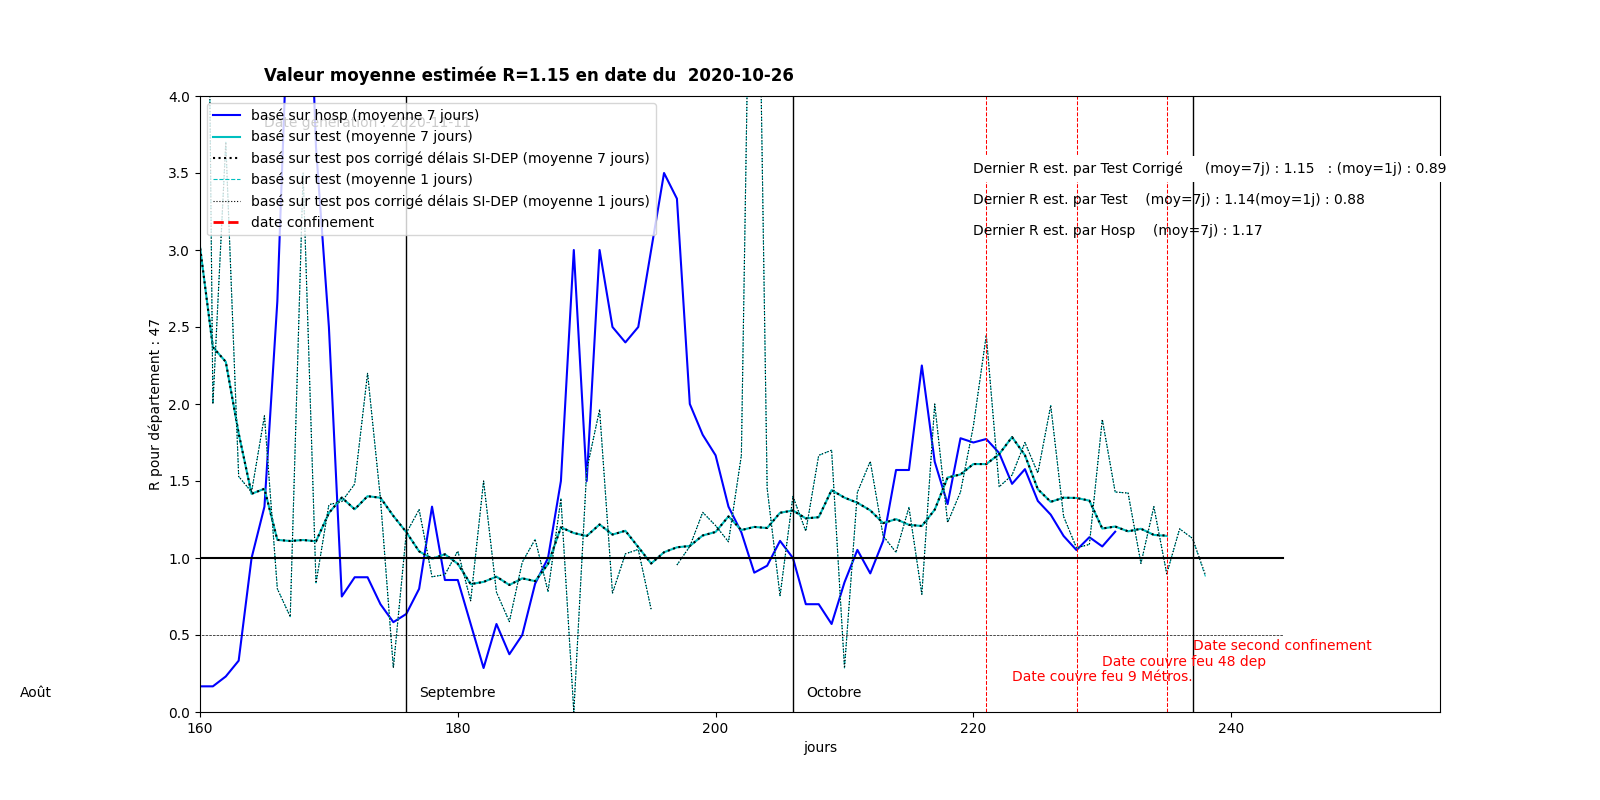 Valeur moyenne estimée R=1.15 en date du  2020-10-26
basé sur hosp (moyenne 7 jours)
Date génération : 2020-11-11
basé sur test (moyenne 7 jours)
basé sur test pos corrigé délais SI-DEP (moyenne 7 jours)
basé sur test (moyenne 1 jours)
basé sur test pos corrigé délais SI-DEP (moyenne 1 jours)
date confinement
Dernier R est. par Test Corrigé     (moy=7j) : 1.15   : (moy=1j) : 0.89
Dernier R est. par Test    (moy=7j) : 1.14(moy=1j) : 0.88
Dernier R est. par Hosp    (moy=7j) : 1.17
4.0
3.5
3.0
2.5
2.0
1.5
1.0
0.5
0.0
R pour département : 47
Date second confinement
Date couvre feu 48 dep
Date couvre feu 9 Métros.
Août
Septembre
Octobre
160
180
200
220
240
jours